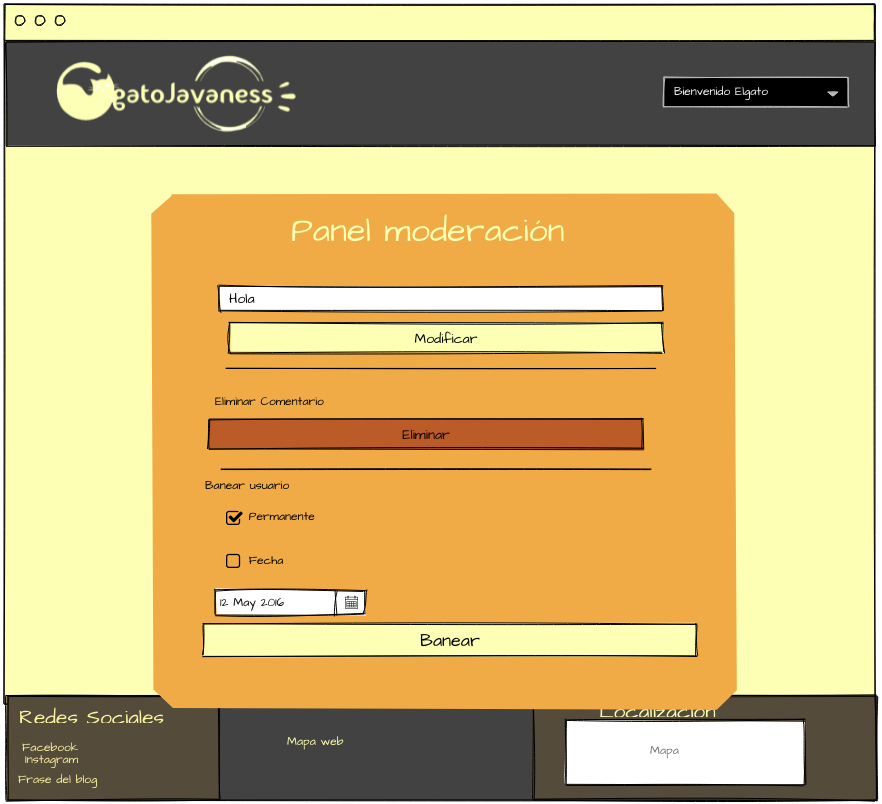 gatoJavaness
Bienvenido Elgato
Panel moderación
Hola
Modificar
Eliminar Comentario
Eliminar
Banear usuario
Permanente
Fecha
12 May 2016
Banear
Redes Sociales
Facebook
Instagram
Frase del blog
Mapa web
Localización
Mapa